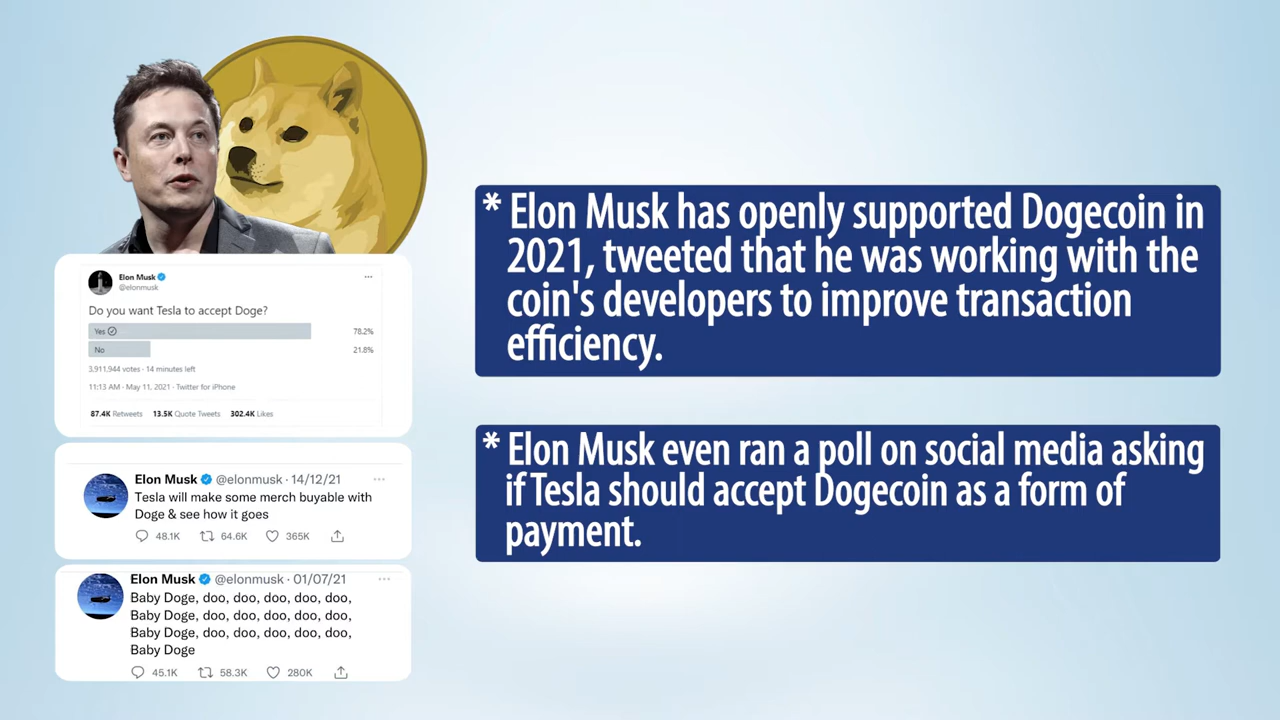 Elon Musk
@elonmusk
Do you want Tesla to accept Doge?
Yes 78.2%
No 21.8%
3,911,944 votes · 14 minutes left
11:13 AM · May 11, 2021 · Twitter for iPhone
87.4K Retweets 13.5K Quote Tweets 302.4K Likes
Elon Musk @elonmusk · 14/12/21
Tesla will make some merch buyable with
Doge & see how it goes
48.1K 64.6K 365K
Elon Musk @elonmusk · 01/07/21
Baby Doge, doo, doo, doo, doo, doo,
Baby Doge, doo, doo, doo, doo, doo,
Baby Doge, doo, doo, doo, doo, doo,
Baby Doge
45.1K 58.3K 280K
* Elon Musk has openly supported Dogecoin in
2021, tweeted that he was working with the
coin's developers to improve transaction
efficiency.
* Elon Musk even ran a poll on social media asking
if Tesla should accept Dogecoin as a form of
payment.